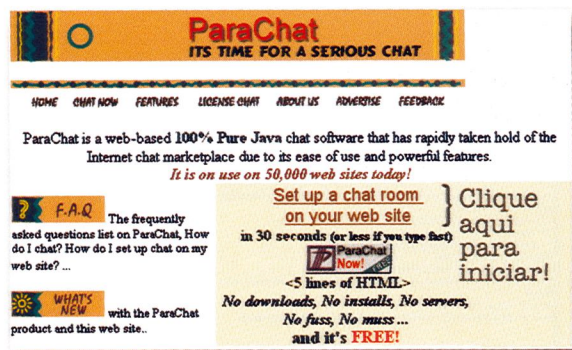 ParaChat
ITS TIME FOR A SERIOUS CHAT
HOME CHAT NOW FEATURES LICENSE CHAT ABOUT US ADVERTISE FEEDBACK
ParaChat is a web-based 100% Pure Java chat software that has rapidly taken hold of the
Internet chat marketplace due to its ease of use and powerful features.
It is on use on 50,000 web sites today!
? F.A.Q The frequently
asked questions list on ParaChat, How
do I chat? How do I set up chat on my
web site? ...
WHAT'S
NEW with the ParaChat
product and this web site..
Set up a chat room
on your web site
in 30 seconds (or less if you type fast)
ParaChat
Now! FREE
<5 lines of HTML>
No downloads, No installs, No servers,
No fuss, No muss ...
and it's FREE!
Clique
aqui
para
iniciar!